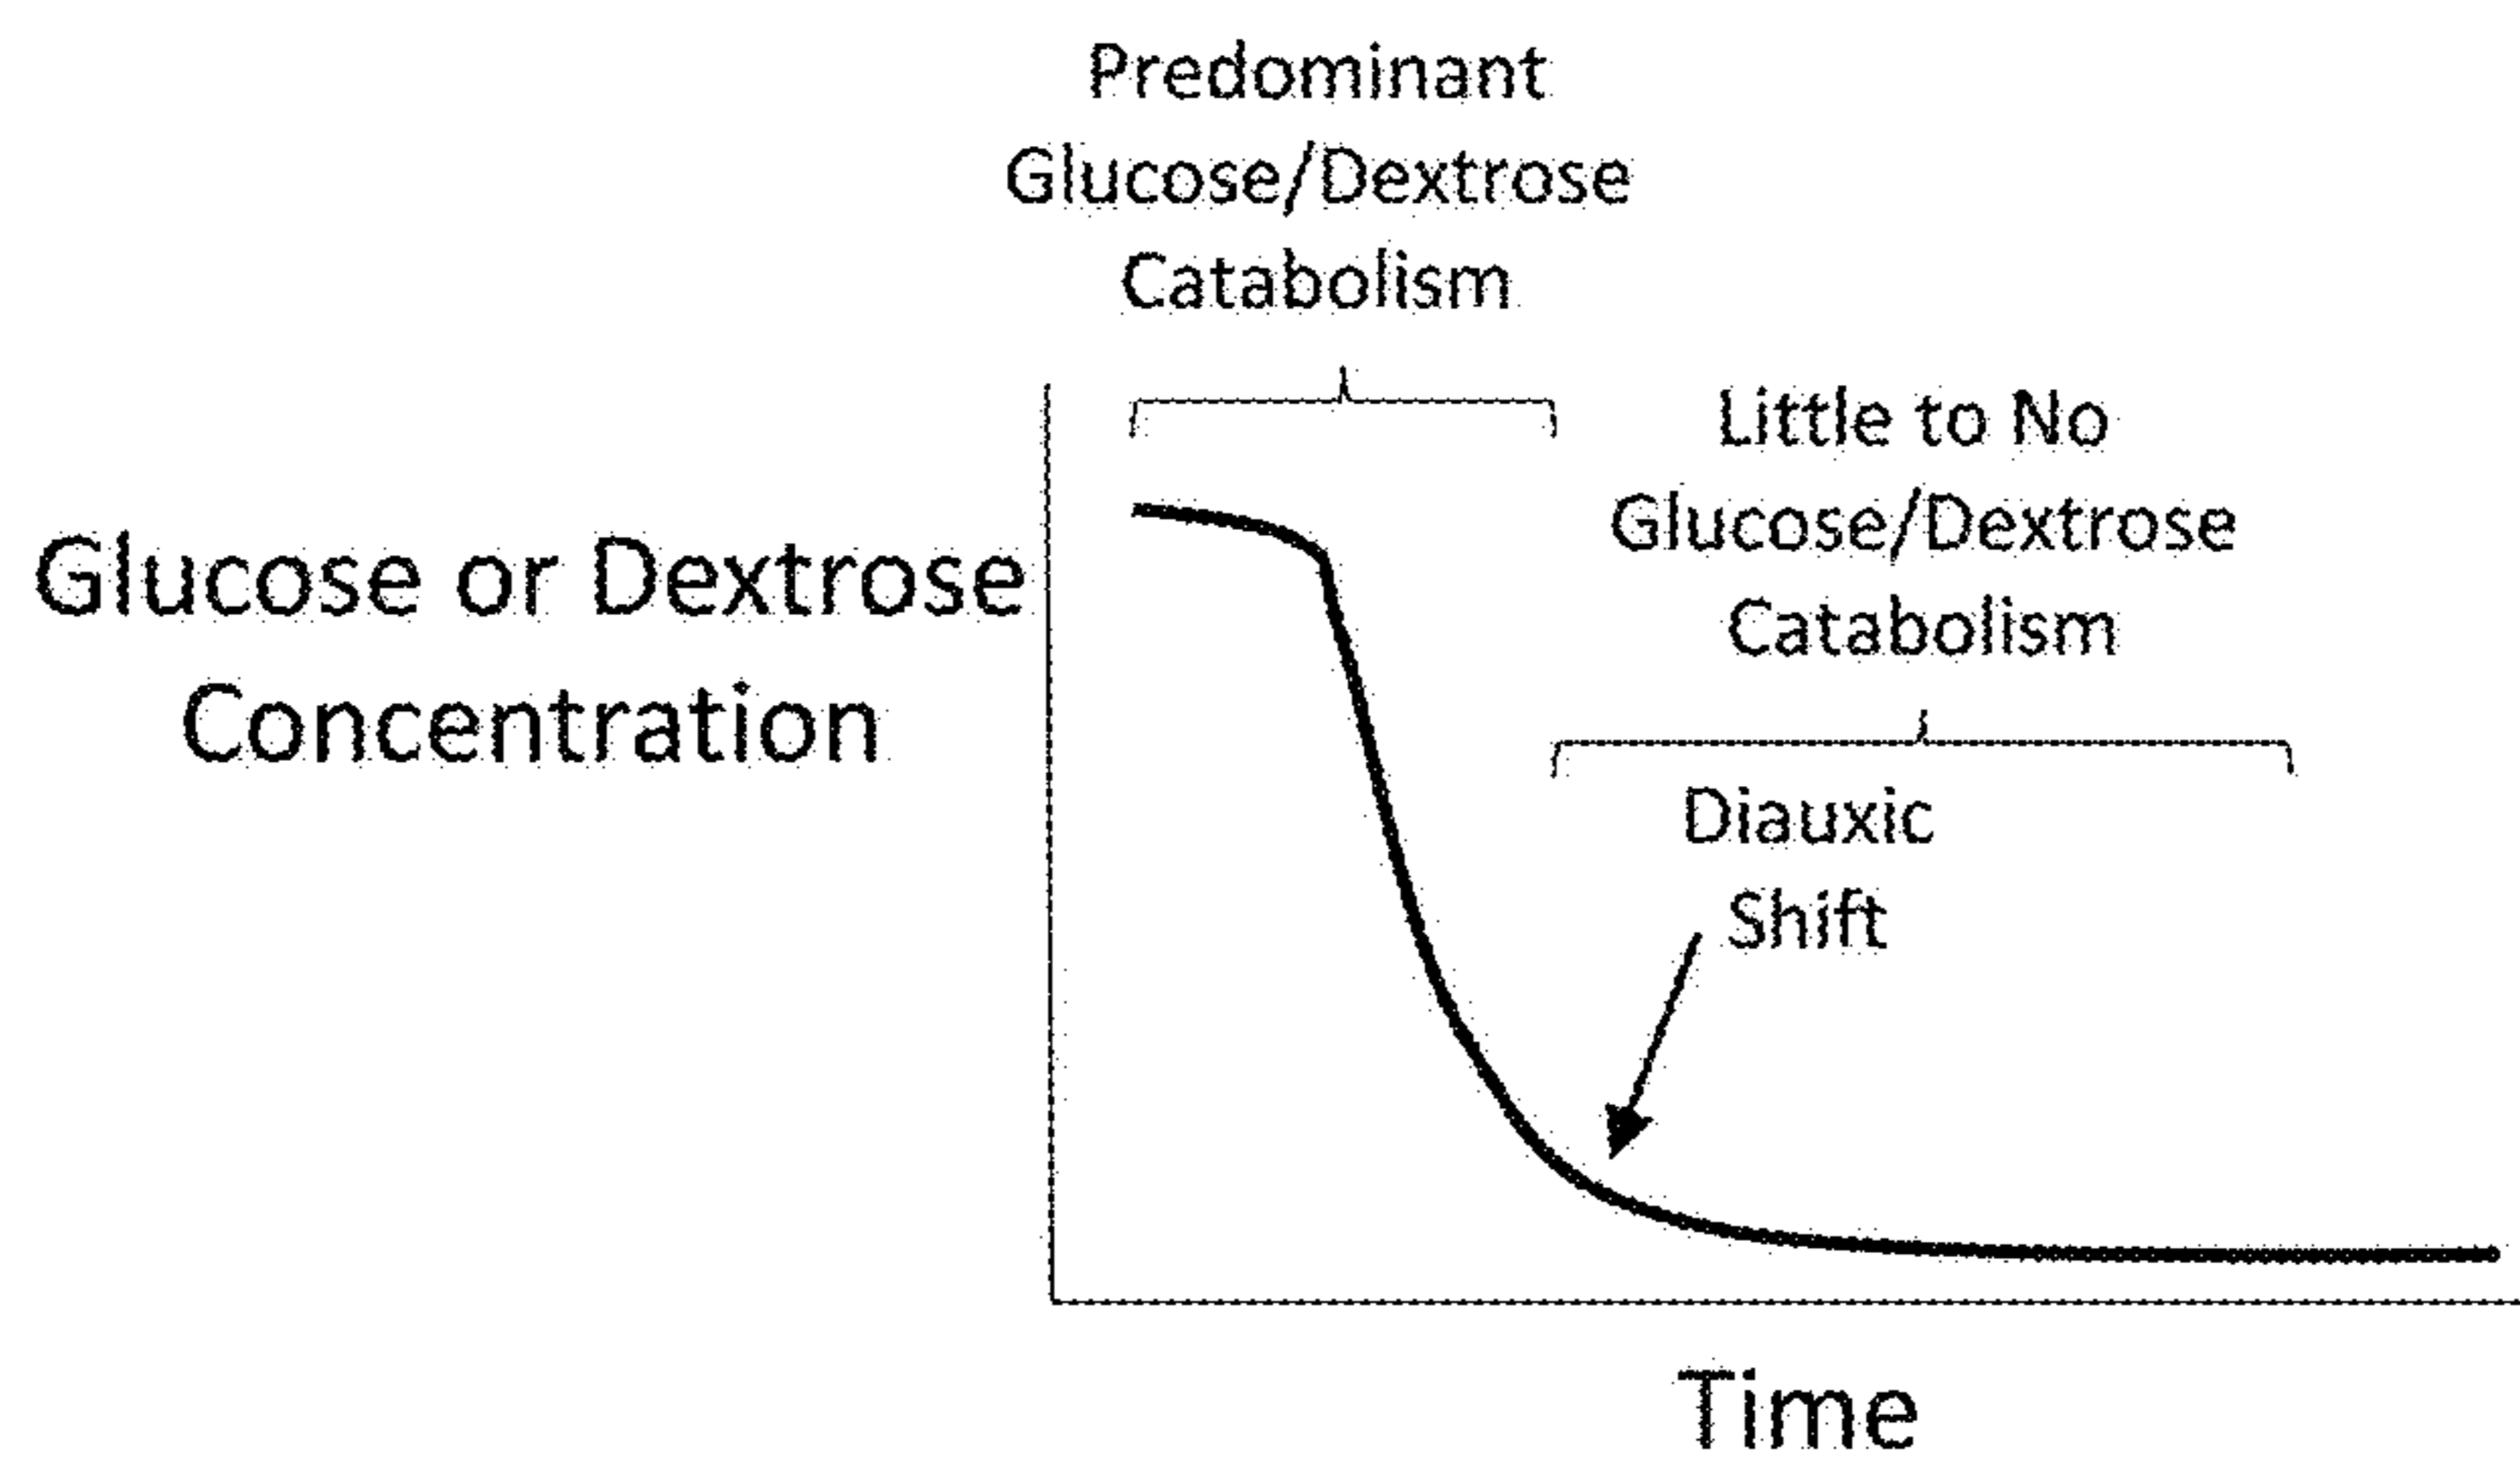 Predominant
Glucose/Dextrose
Catabolism
Little to No
Glucose/Dextrose
Catabolism
Glucose or Dextrose
Concentration
Diauxic
Shift
Time